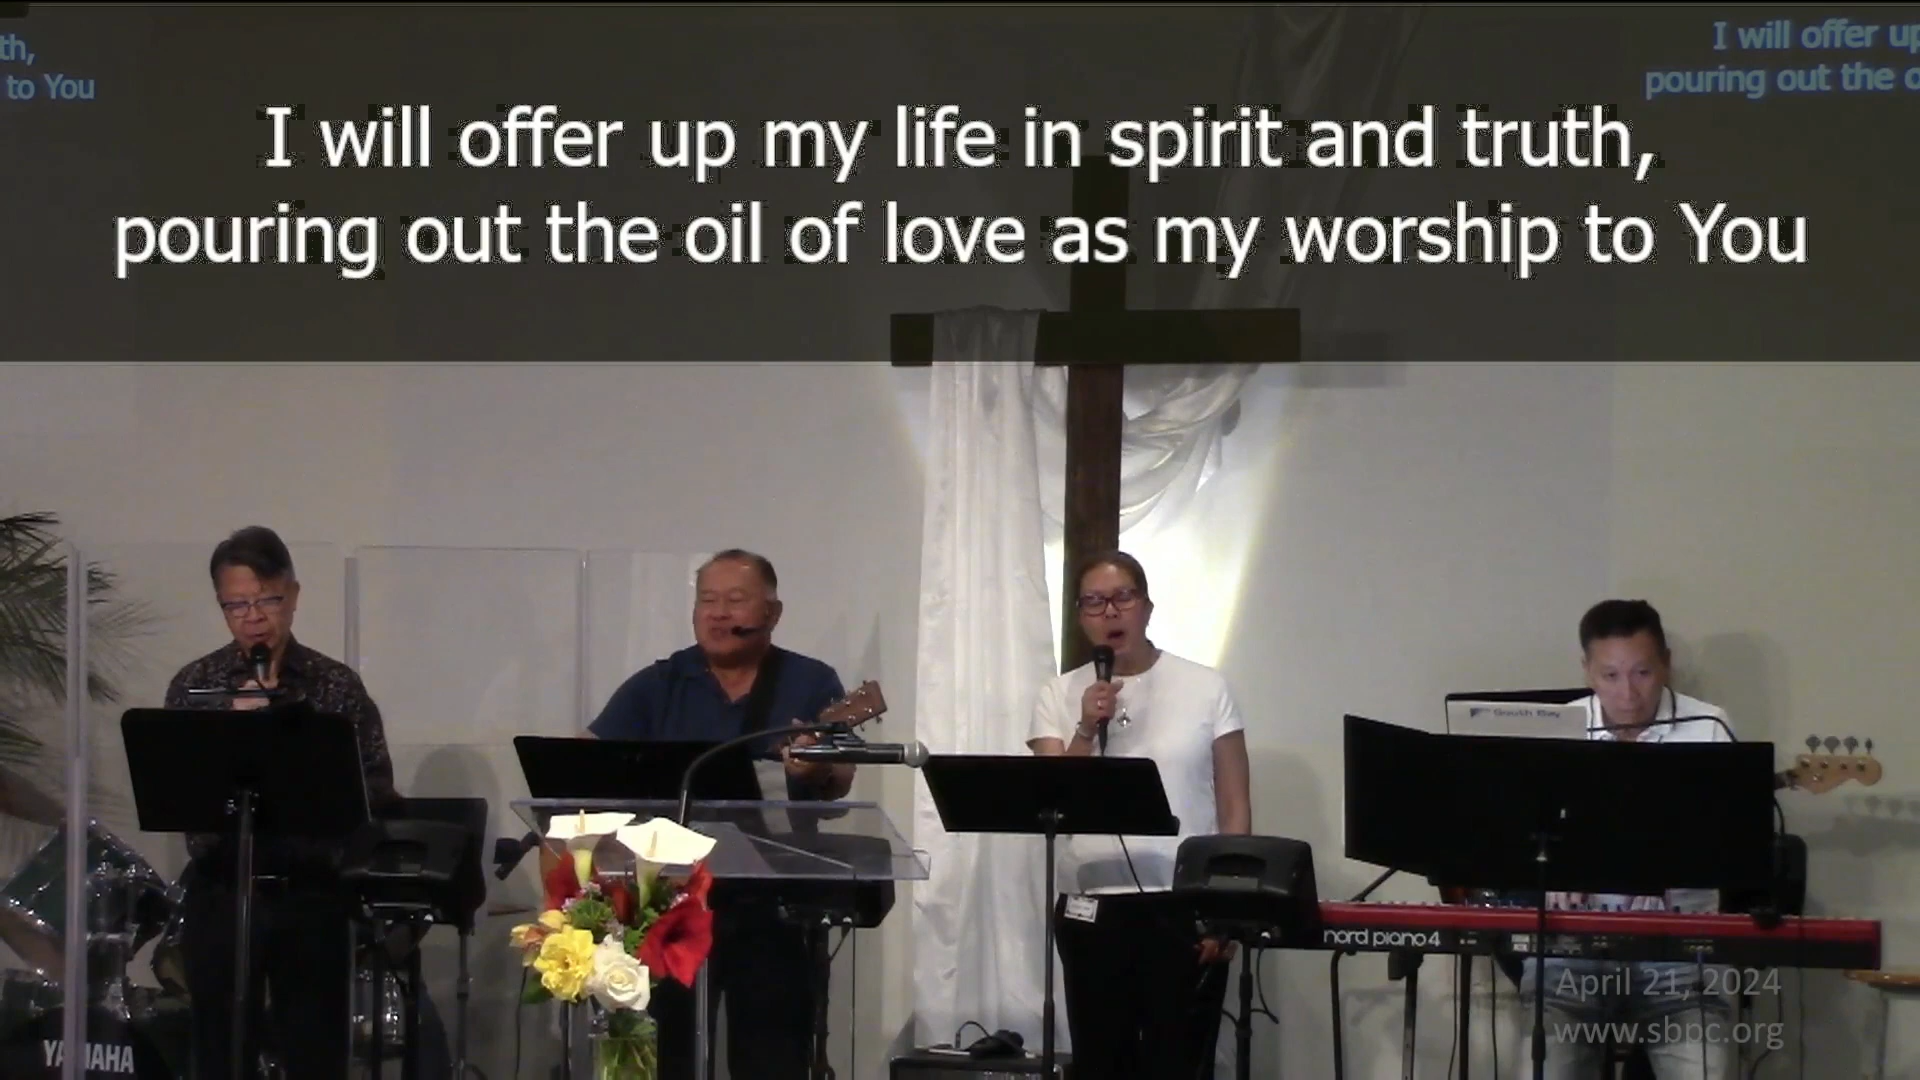 th,
to You
I will offer up
pouring out the o
I will offer up my life in spirit and truth,
pouring out the oil of love as my worship to You
South Bay
nord piano 4
YAMAHA
April 21, 2024
www.sbpc.org